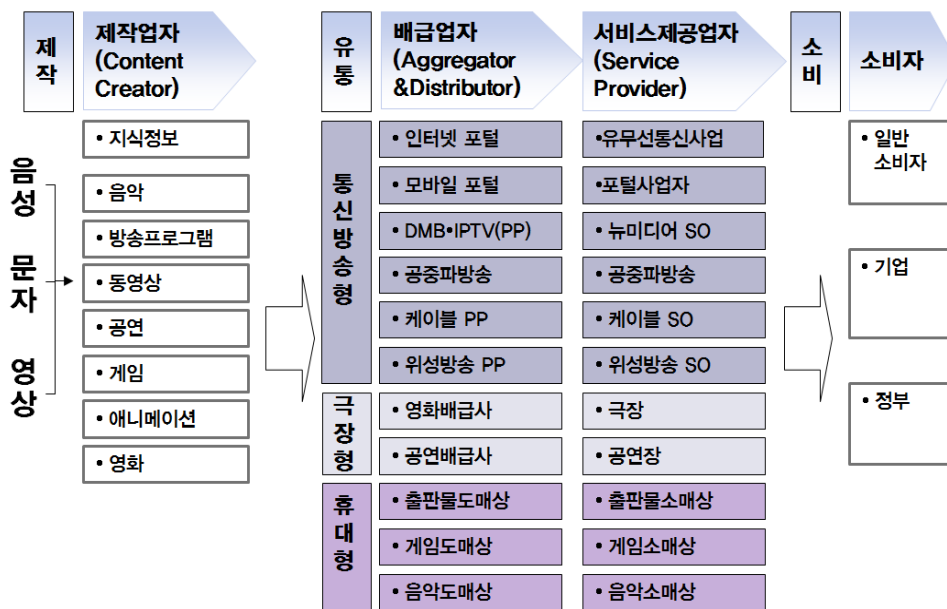 제작
제작업자
(Content
Creator)
유통
배급업자
(Aggregator
&Distributor)
서비스제공업자
(Service
Provider)
소비
소비자
음성
문자
영상
• 지식정보
• 음악
• 방송프로그램
• 동영상
• 공연
• 게임
• 애니메이션
• 영화
통신방송형
• 인터넷 포털
•유무선통신사업
• 모바일 포털
•포털사업자
• DMB•IPTV(PP)
• 뉴미디어 SO
• 공중파방송
• 공중파방송
• 케이블 PP
• 케이블 SO
• 위성방송 PP
• 위성방송 SO
극장형
• 영화배급사
• 극장
• 공연배급사
• 공연장
휴대형
• 출판물도매상
• 출판물소매상
• 게임도매상
• 게임소매상
• 음악도매상
• 음악소매상
• 일반
소비자
• 기업
• 정부